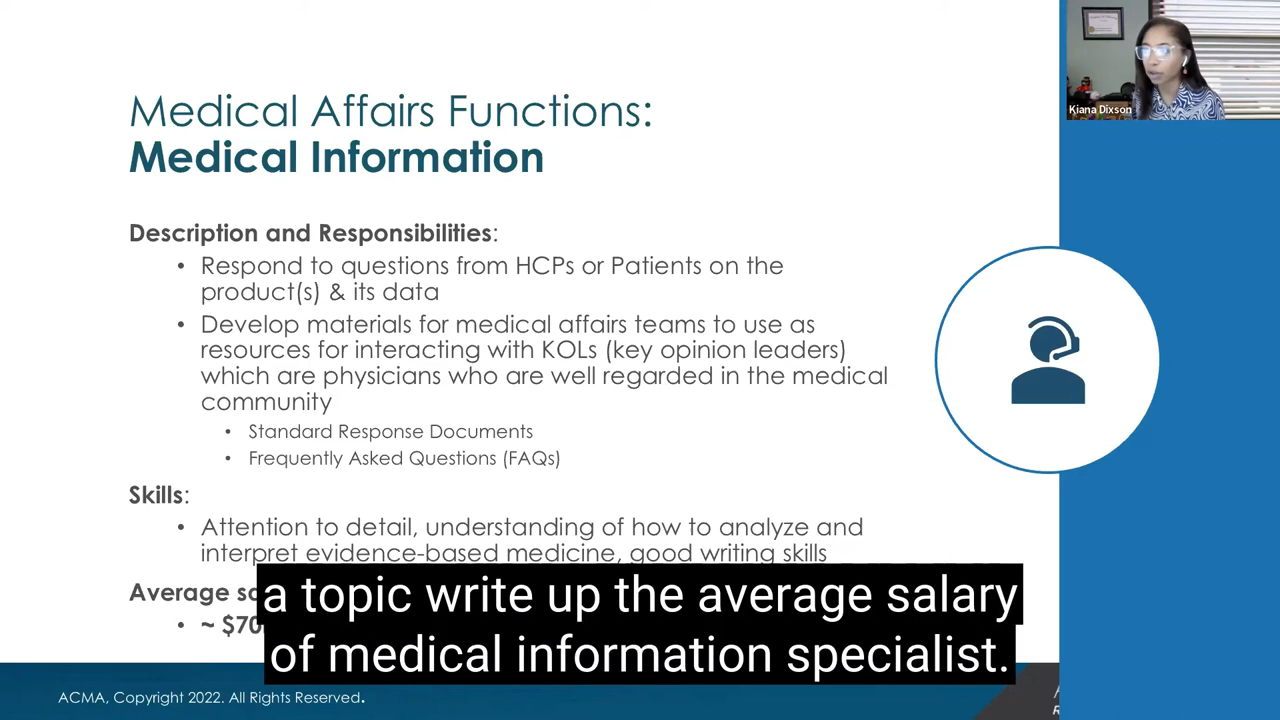 Kiana Dixson
Medical Affairs Functions:
Medical Information
Description and Responsibilities:
• Respond to questions from HCPs or Patients on the
product(s) & its data
• Develop materials for medical affairs teams to use as
resources for interacting with KOLs (key opinion leaders)
which are physicians who are well regarded in the medical
community
• Standard Response Documents
• Frequently Asked Questions (FAQs)
Skills:
• Attention to detail, understanding of how to analyze and
interpret evidence-based medicine, good writing skills
Average
• ~
a topic write up the average salary
of medical information specialist.
ACMA, Copyright 2022. All Rights Reserved.